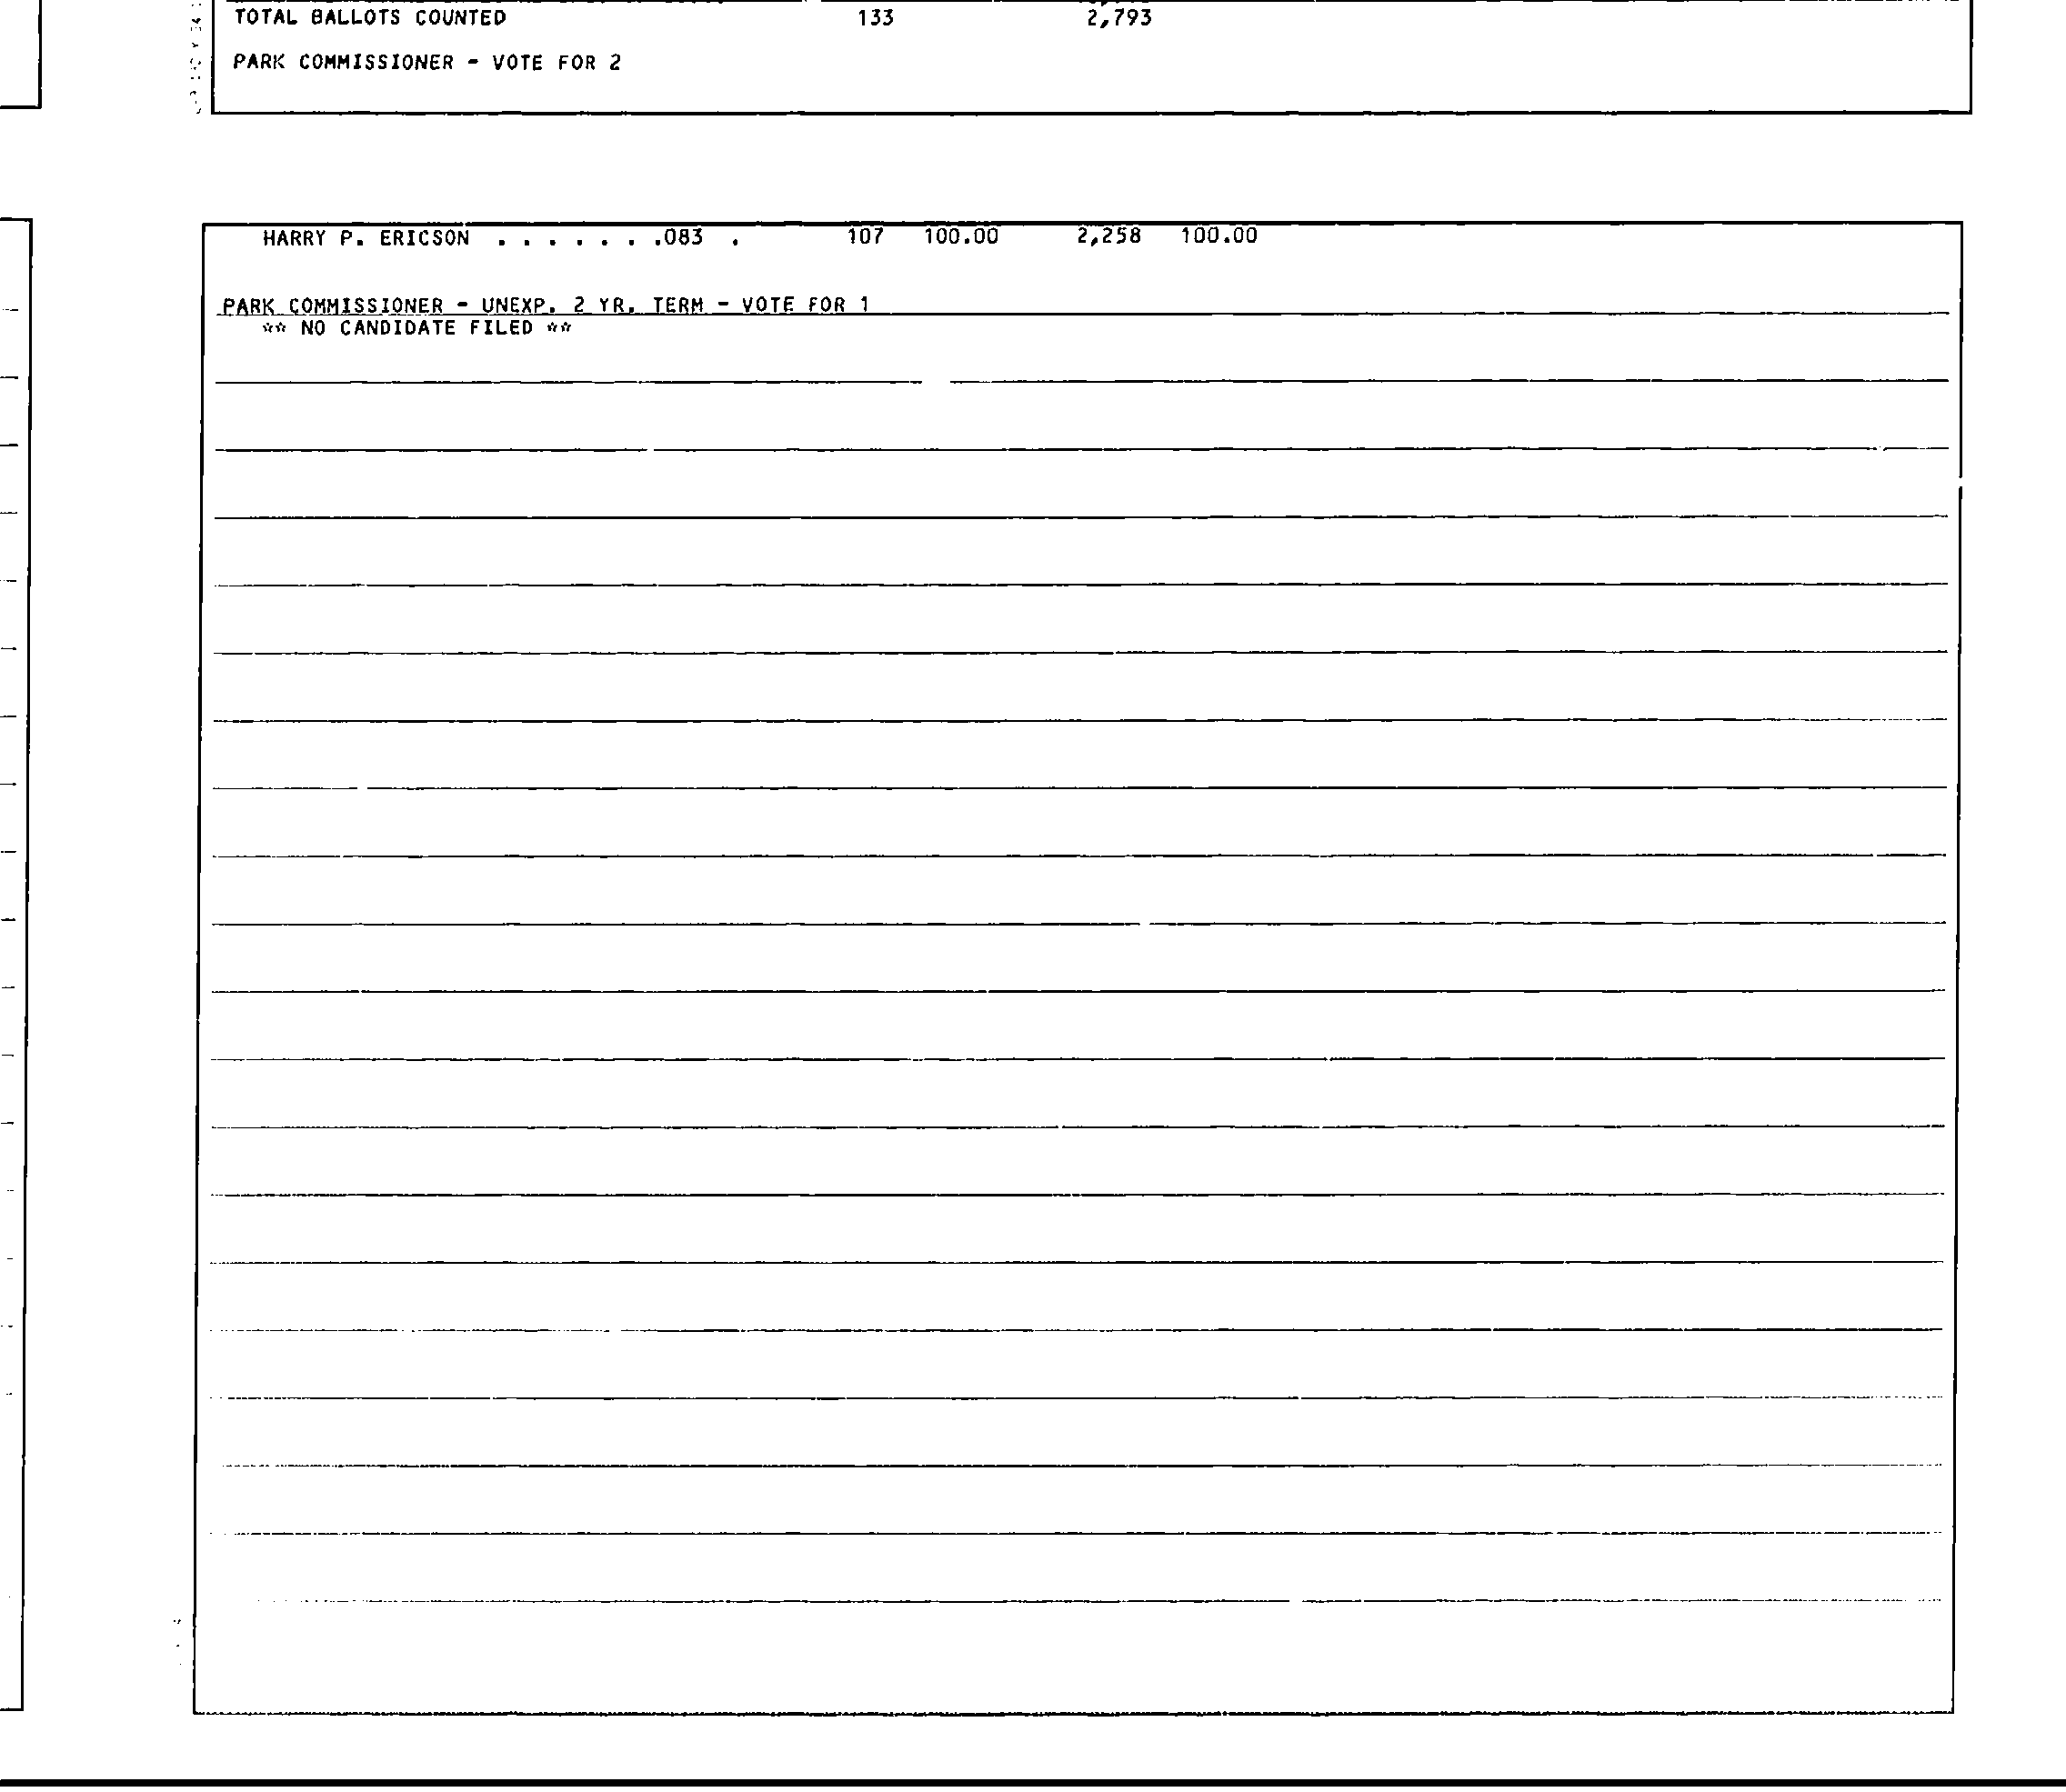 TOTAL BALLOTS COUNTED 133 2,793
PARK COMMISSIONER - VOTE FOR 2
HARRY P. ERICSON . . . . . . .083 . 107 100.00 2,258 100.00
PARK COMMISSIONER - UNEXP. 2 YR. TERM - VOTE FOR 1
** NO CANDIDATE FILED **